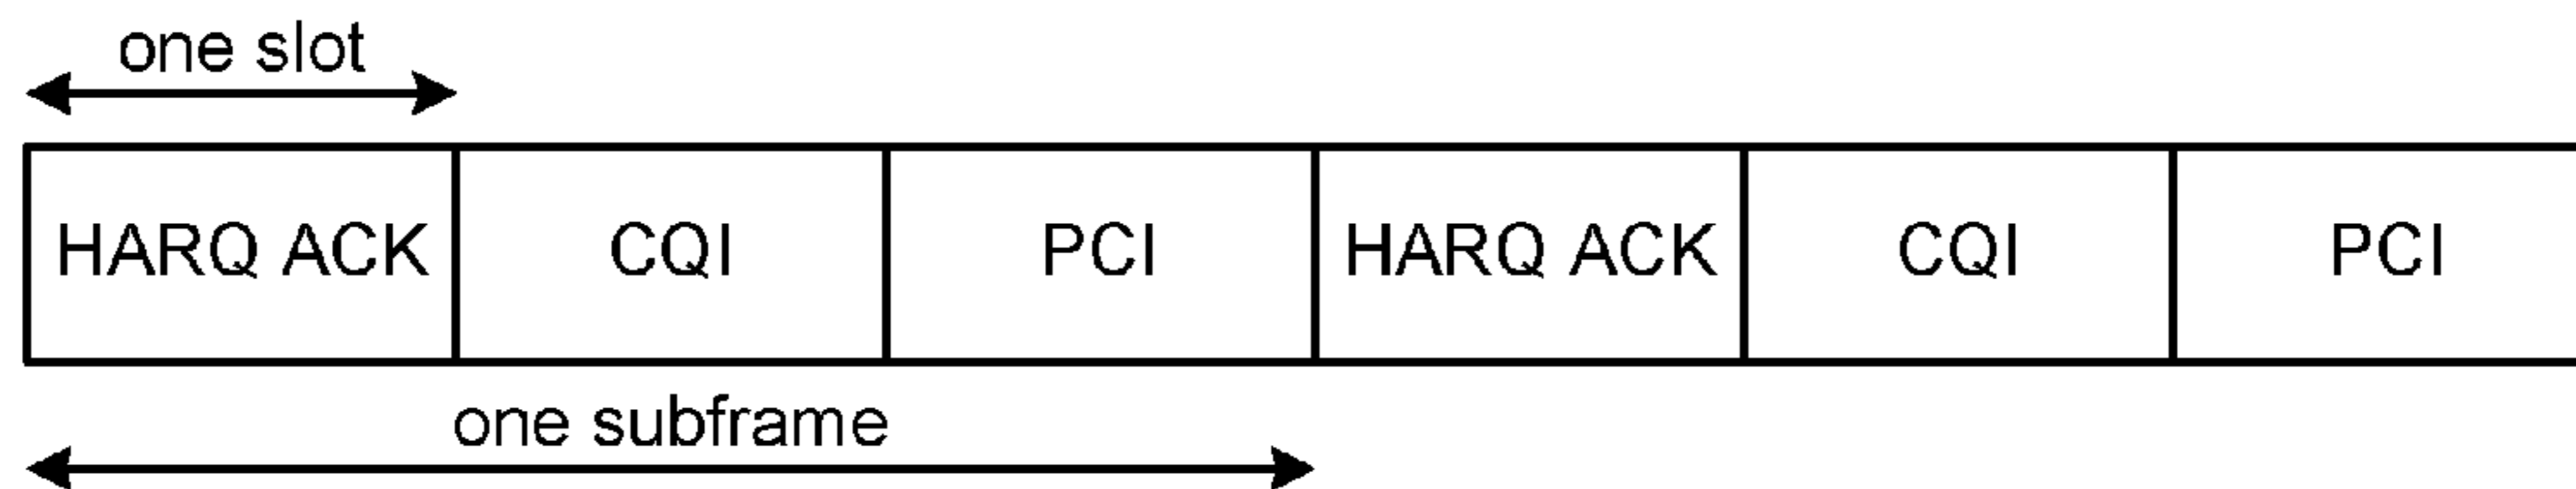 one slot
HARQ ACK CQI PCI HARQ ACK CQI PCI
one subframe